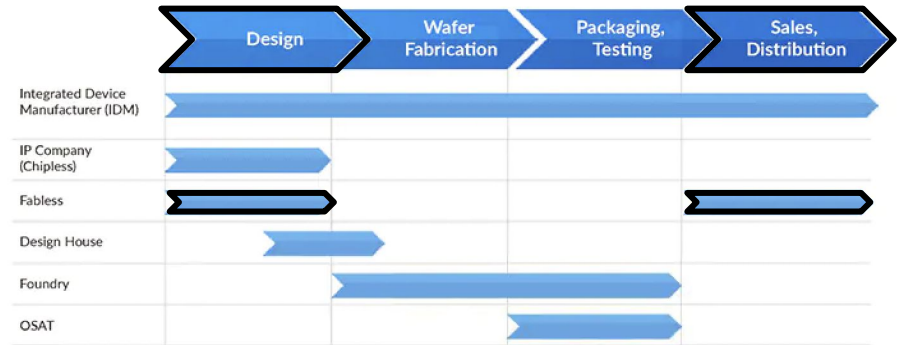 Design
Wafer
Fabrication
Packaging,
Testing
Sales,
Distribution
Integrated Device
Manufacturer (IDM)
IP Company
(Chipless)
Fabless
Design House
Foundry
OSAT